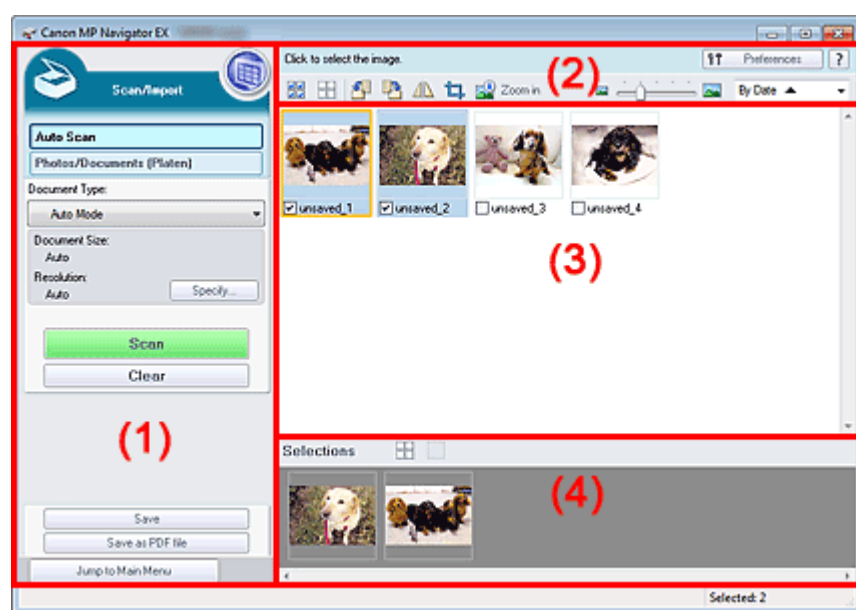 Canon MP Navigator EX
Scan/Import
Auto Scan
Photos/Documents (Platen)
Document Type:
Auto Mode
Document Size:
Auto
Resolution:
Auto
Specify...
Scan
Clear
(1)
Save
Save as PDF file
Jump to Main Menu
Click to select the image.
Preferences
?
(2)
Zoom in
By Date
unsaved_1
unsaved_2
unsaved_3
unsaved_4
(3)
Selections
(4)
Selected: 2